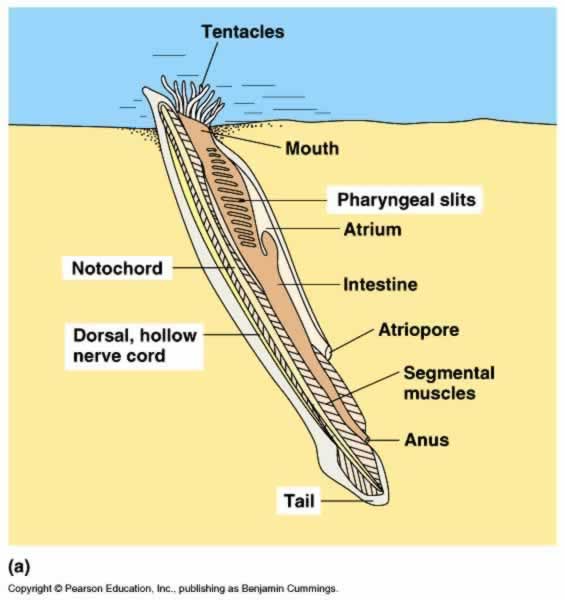 Tentacles
Mouth
Pharyngeal slits
Atrium
Notochord
Intestine
Atriopore
Dorsal, hollow
nerve cord
Segmental
muscles
Anus
Tail
(a)
Copyright © Pearson Education, Inc., publishing as Benjamin Cummings.